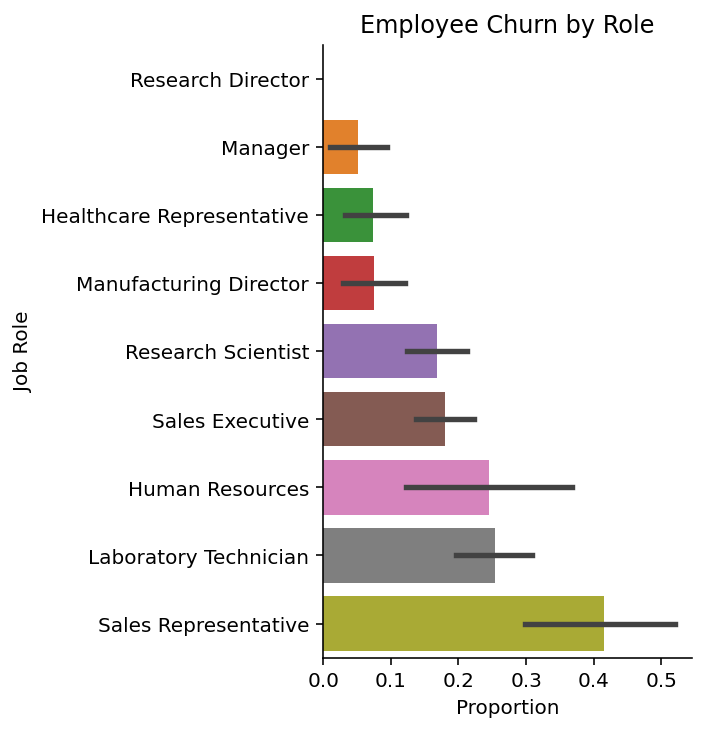 Employee Churn by Role
Research Director
Manager
Healthcare Representative
Manufacturing Director
Research Scientist
Sales Executive
Human Resources
Laboratory Technician
Sales Representative
Job Role
0.0 0.1 0.2 0.3 0.4 0.5
Proportion